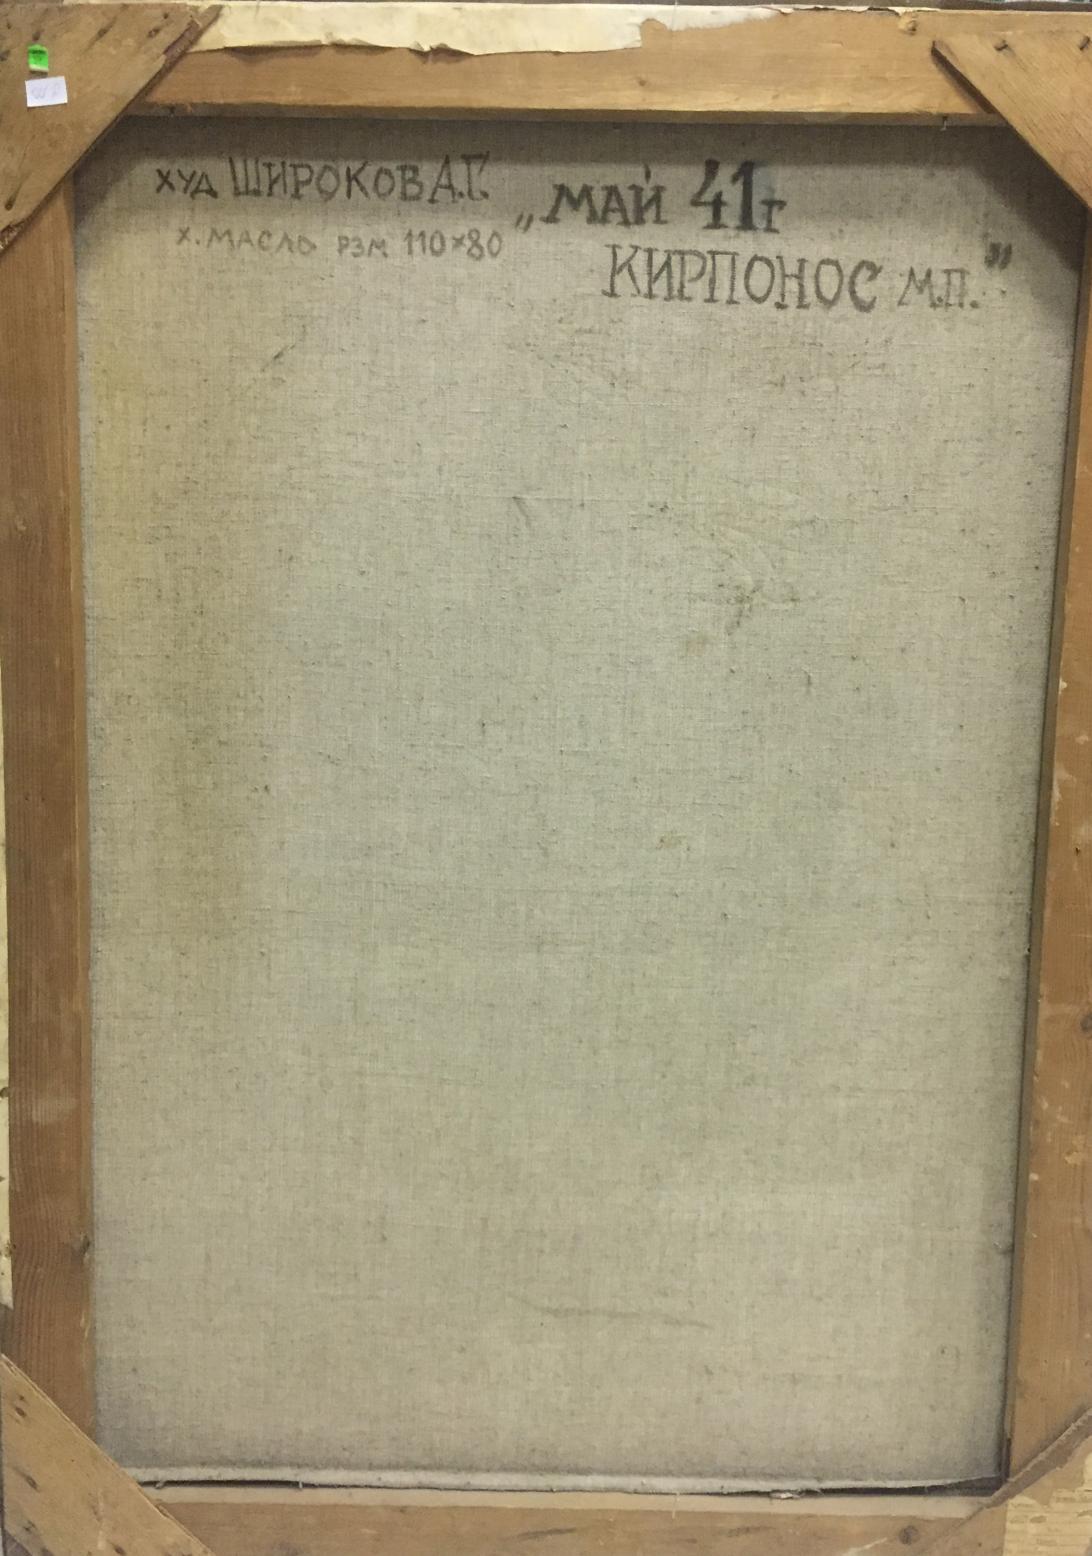 худ ШИРОКОВ А.Г.
х. масло рзм 110×80
„МАЙ 41г
КИРПОНОС М.П.”